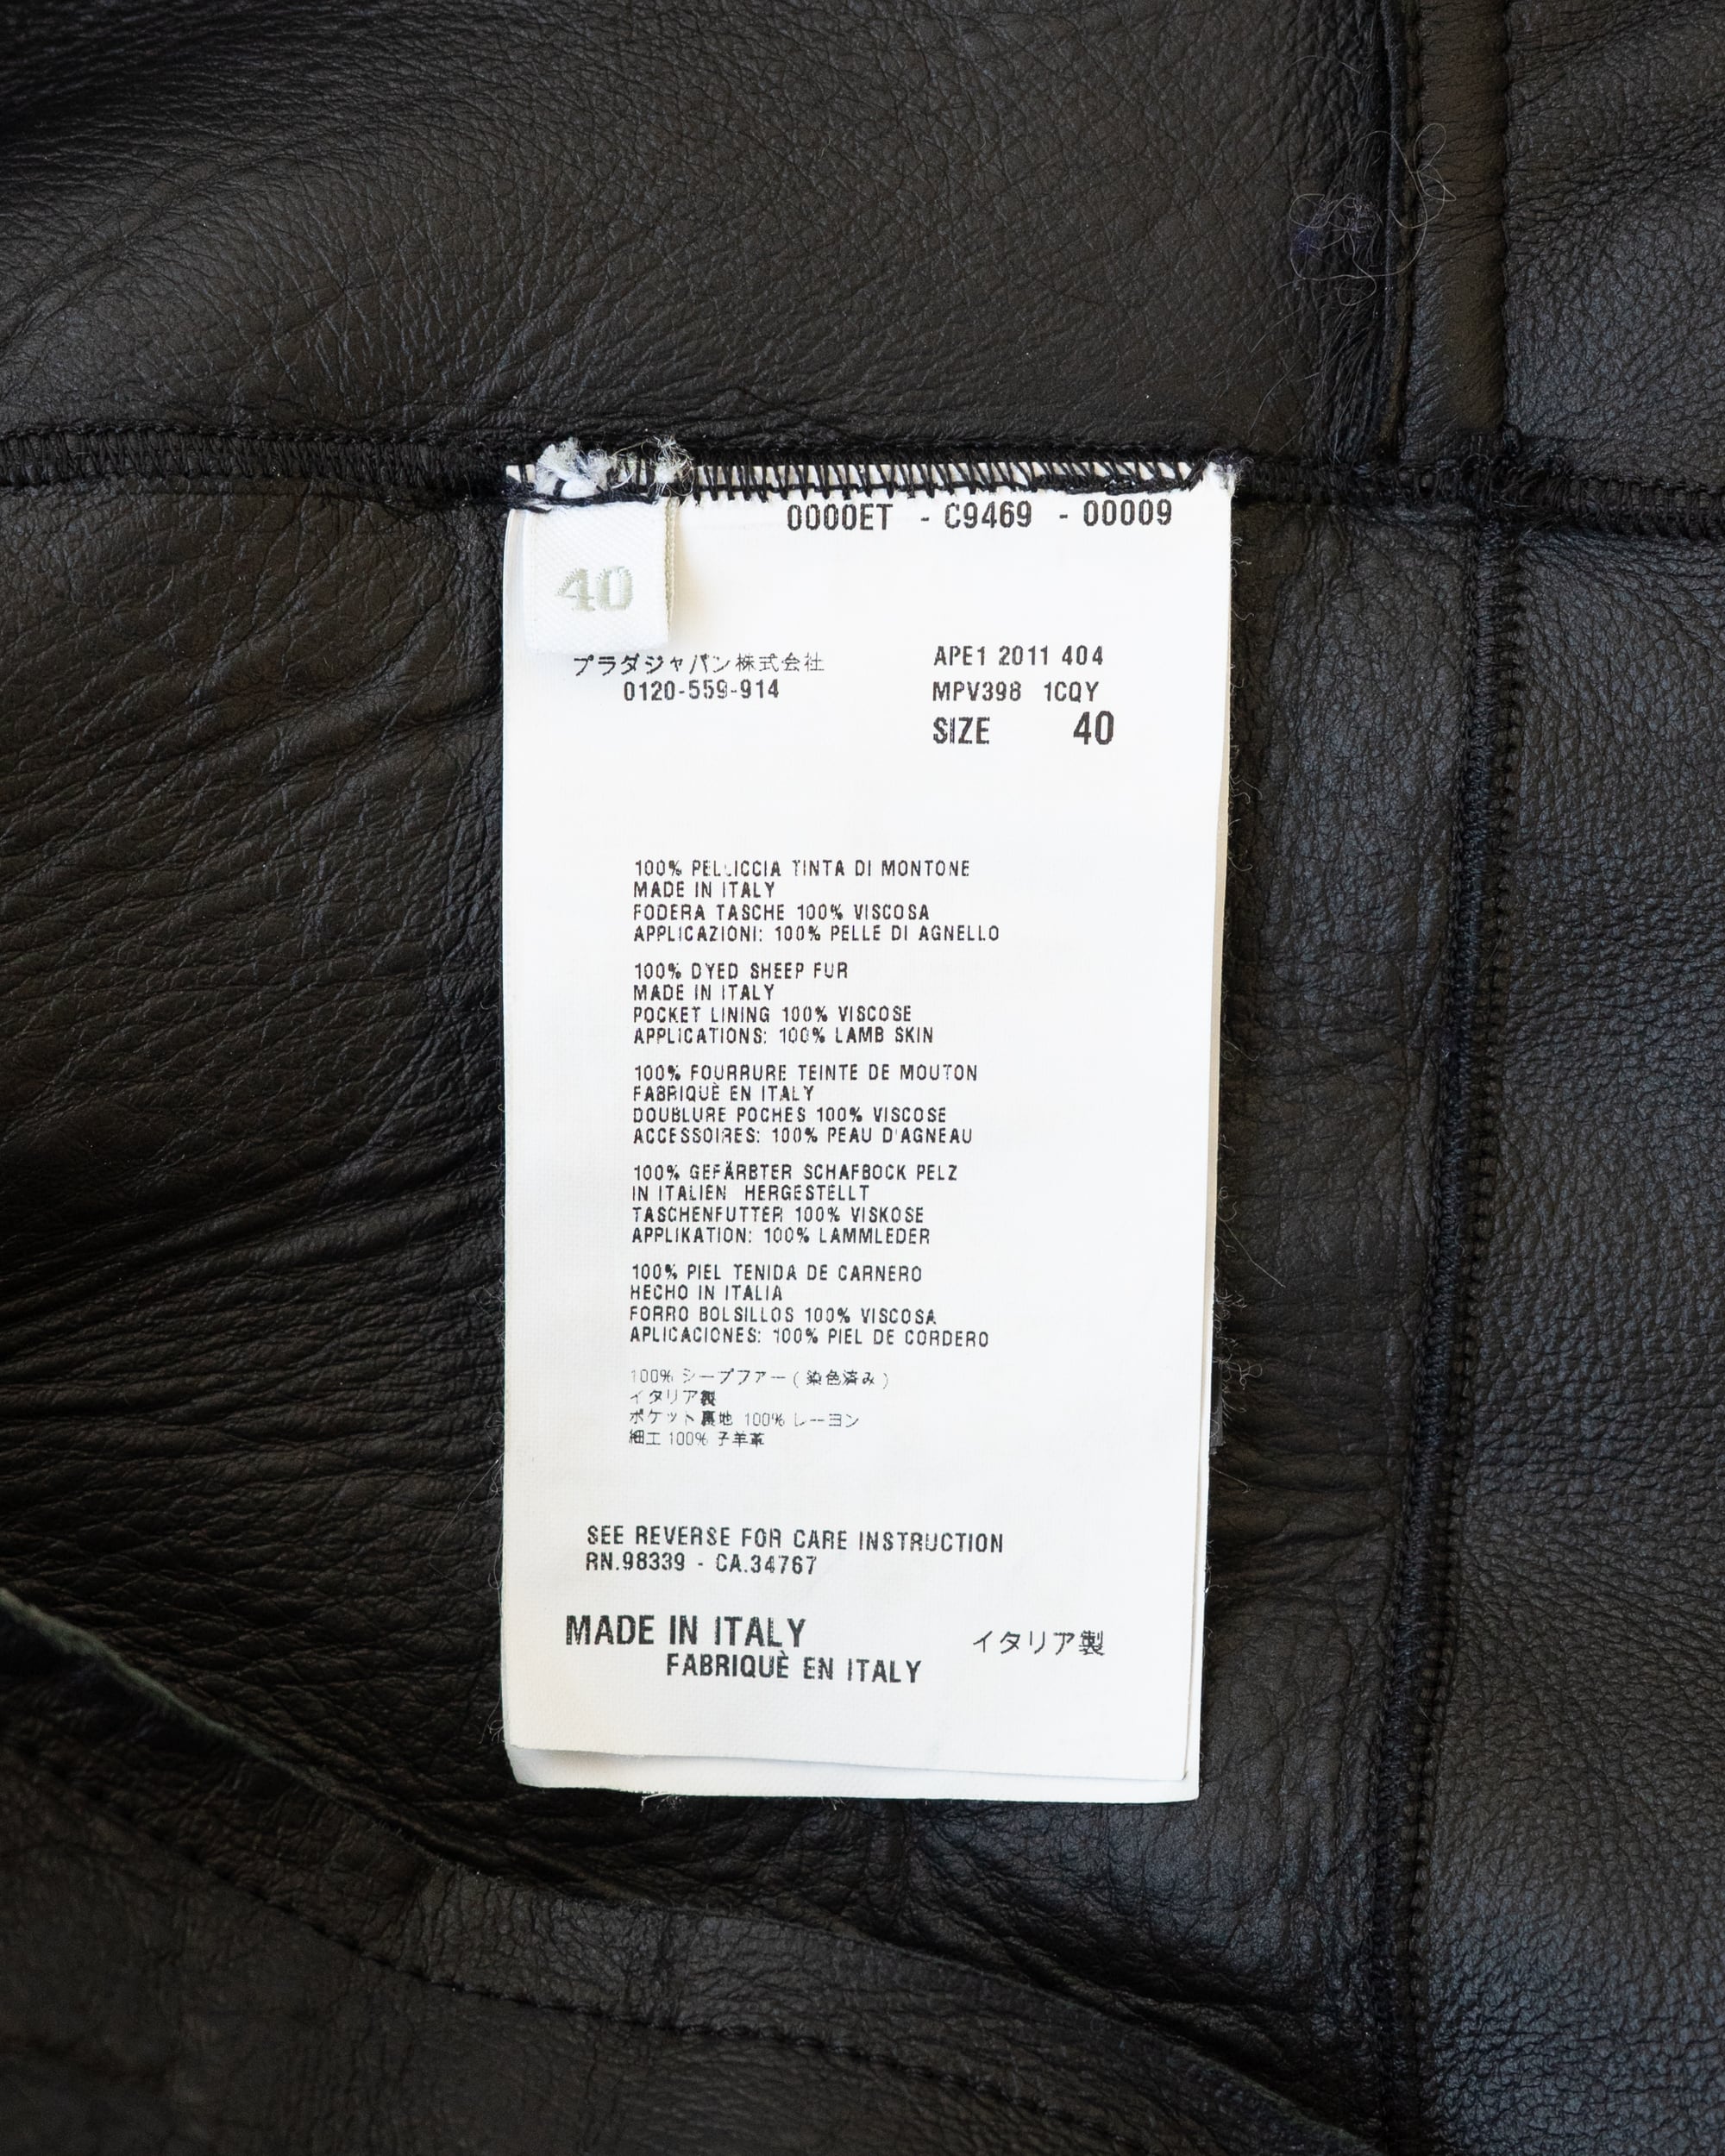 0000ET - C9469 - 00009
40
プラダジャパン株式会社
0120-559-914
APE1 2011 404
MPV398 1CQY
SIZE 40
100% PELLICCIA TINTA DI MONTONE
MADE IN ITALY
FODERA TASCHE 100% VISCOSA
APPLICAZIONI: 100% PELLE DI AGNELLO
100% DYED SHEEP FUR
MADE IN ITALY
POCKET LINING 100% VISCOSE
APPLICATIONS: 100% LAMB SKIN
100% FOURRURE TEINTE DE MOUTON
FABRIQUÈ EN ITALY
DOUBLURE POCHES 100% VISCOSE
ACCESSOIRES: 100% PEAU D'AGNEAU
100% GEFÄRBTER SCHAFBOCK PELZ
IN ITALIEN HERGESTELLT
TASCHENFUTTER 100% VISKOSE
APPLIKATION: 100% LAMMLEDER
100% PIEL TENIDA DE CARNERO
HECHO IN ITALIA
FORRO BOLSILLOS 100% VISCOSA
APLICACIONES: 100% PIEL DE CORDERO
100% シープファー ( 染色済み )
イタリア製
ポケット裏地 100% レーヨン
細工 100% 子羊革
SEE REVERSE FOR CARE INSTRUCTION
RN.98339 - CA.34767
MADE IN ITALY
FABRIQUÈ EN ITALY
イタリア製